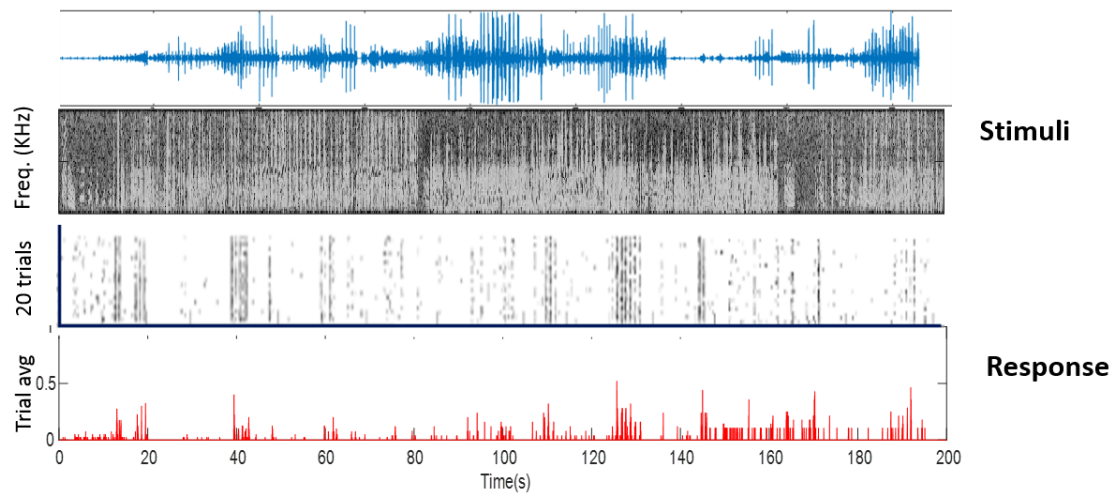 Freq. (KHz)
Stimuli
20 trials
1
Trial avg
0.5
0
Response
0 20 40 60 80 100 120 140 160 180 200
Time(s)